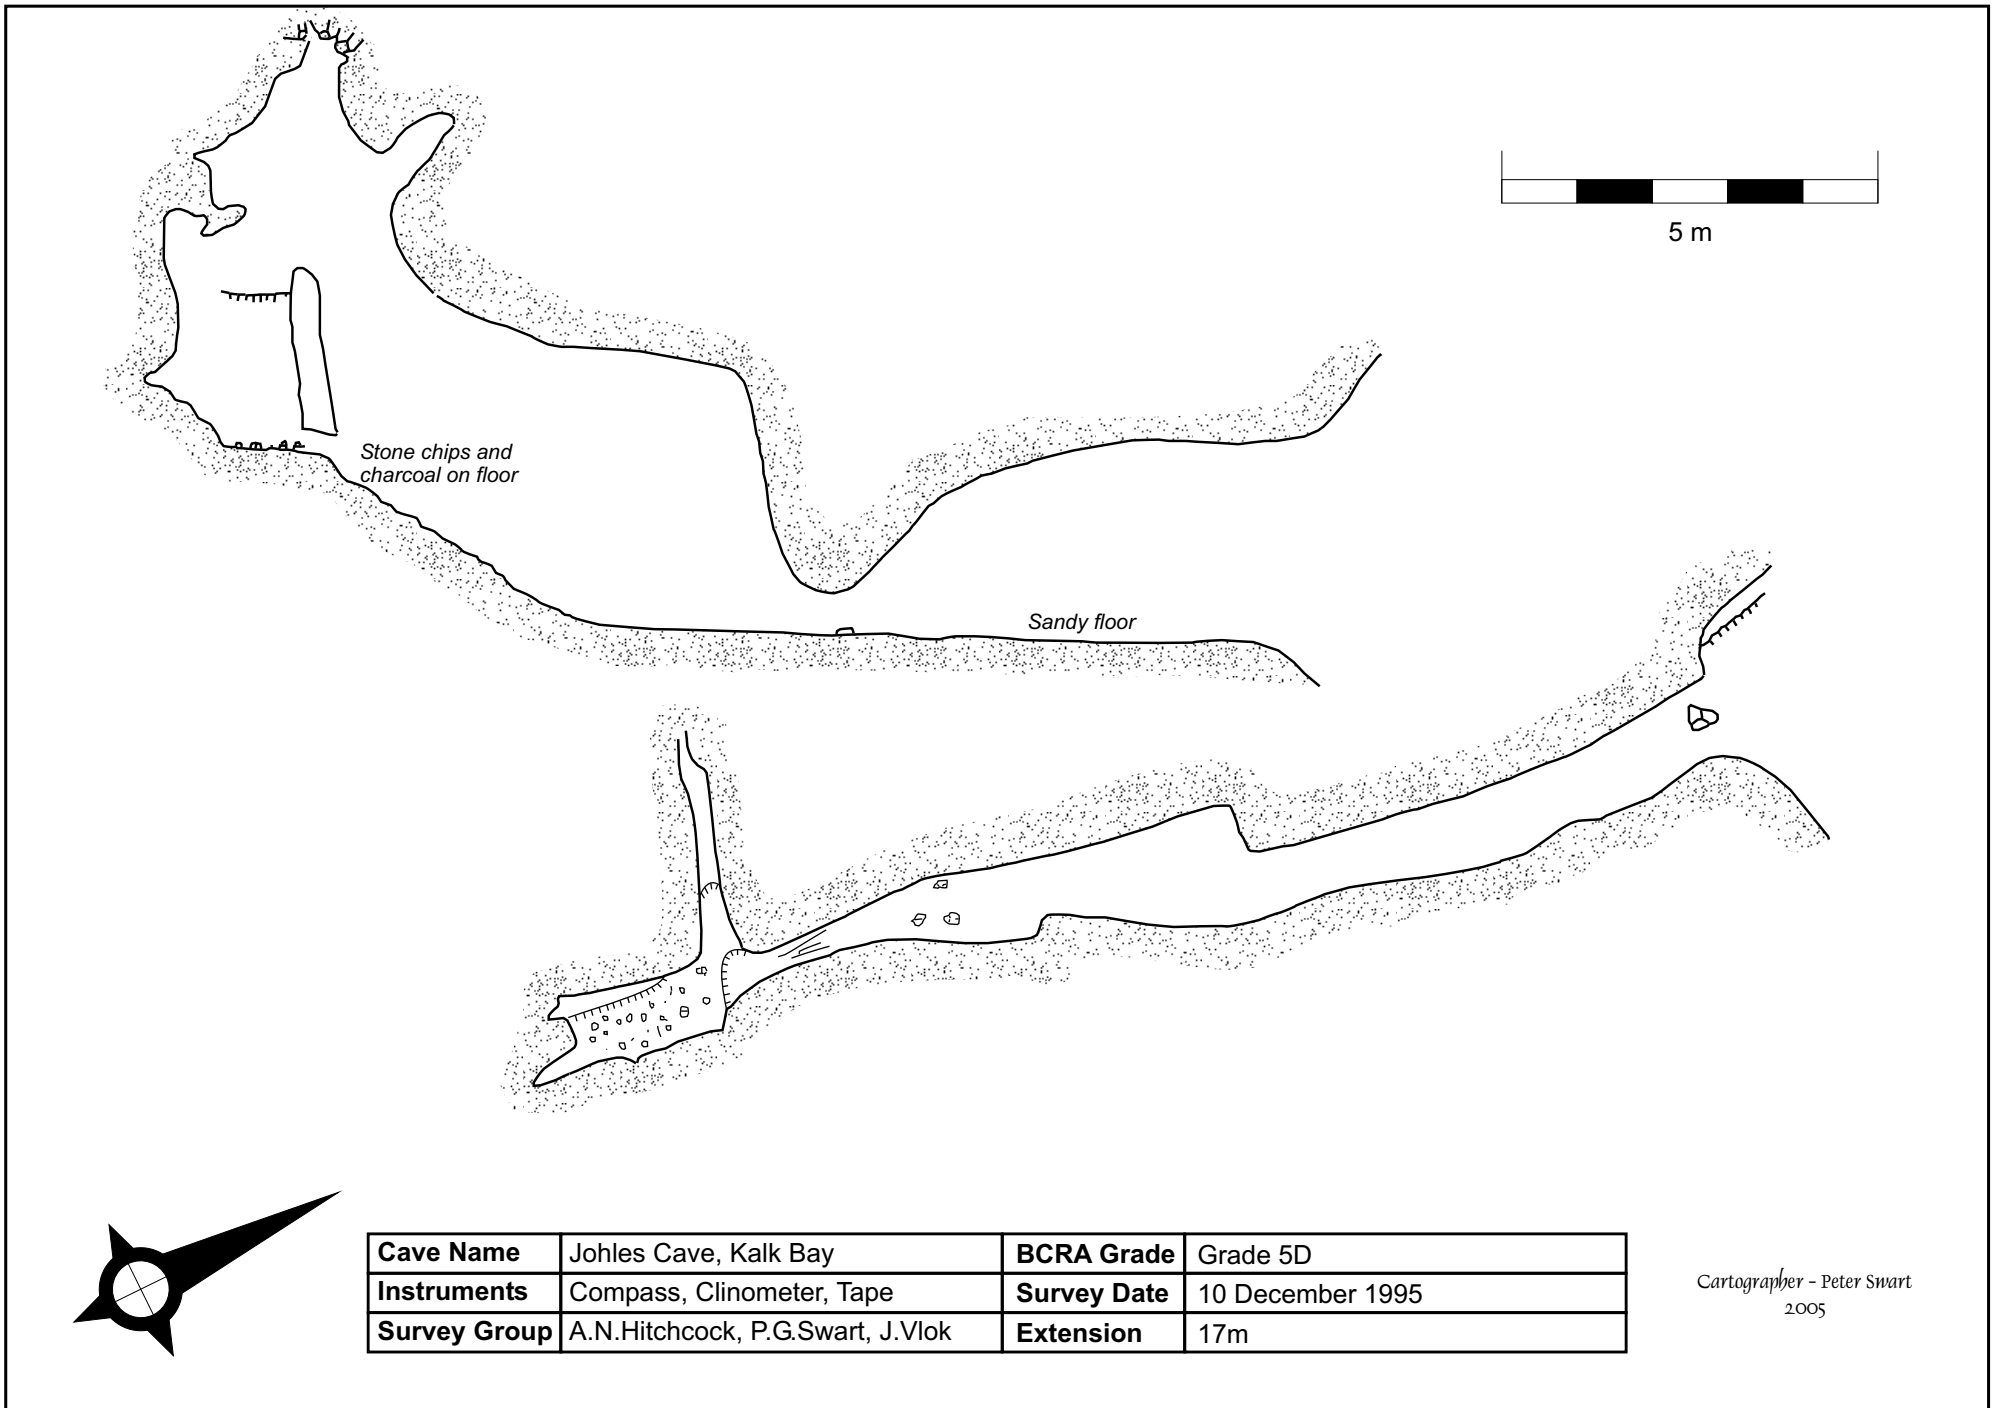 5 m
Stone chips and
charcoal on floor
Sandy floor
Cave Name Johles Cave, Kalk Bay BCRA Grade Grade 5D
Instruments Compass, Clinometer, Tape Survey Date 10 December 1995
Survey Group A.N.Hitchcock, P.G.Swart, J.Vlok Extension 17m
Cartographer - Peter Swart
2005